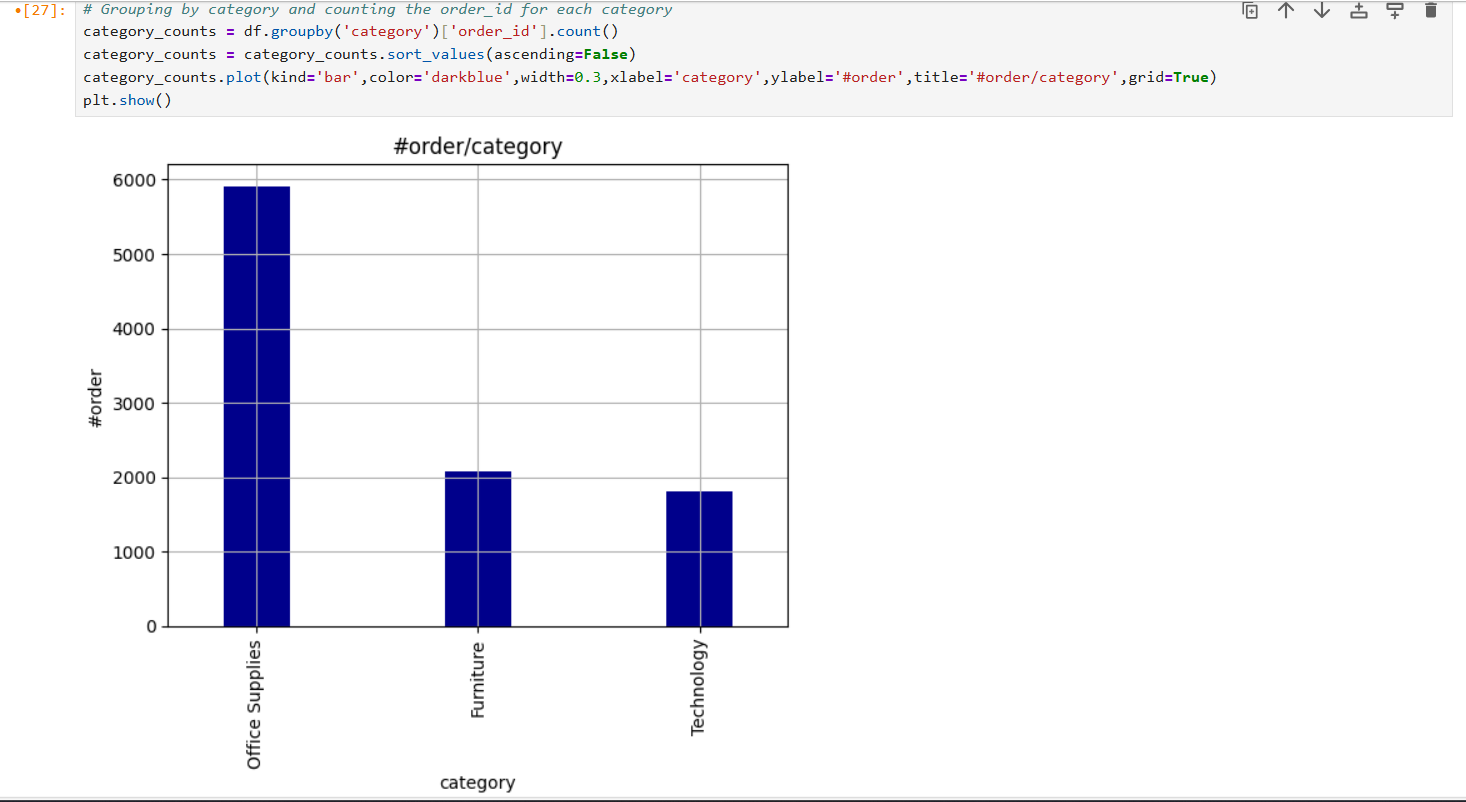 •[27]: # Grouping by category and counting the order_id for each category
category_counts = df.groupby('category')['order_id'].count()
category_counts = category_counts.sort_values(ascending=False)
category_counts.plot(kind='bar',color='darkblue',width=0.3,xlabel='category',ylabel='#order',title='#order/category',grid=True)
plt.show()
#order/category
6000
5000
4000
3000
2000
1000
0
#order
Office Supplies
Furniture
Technology
category